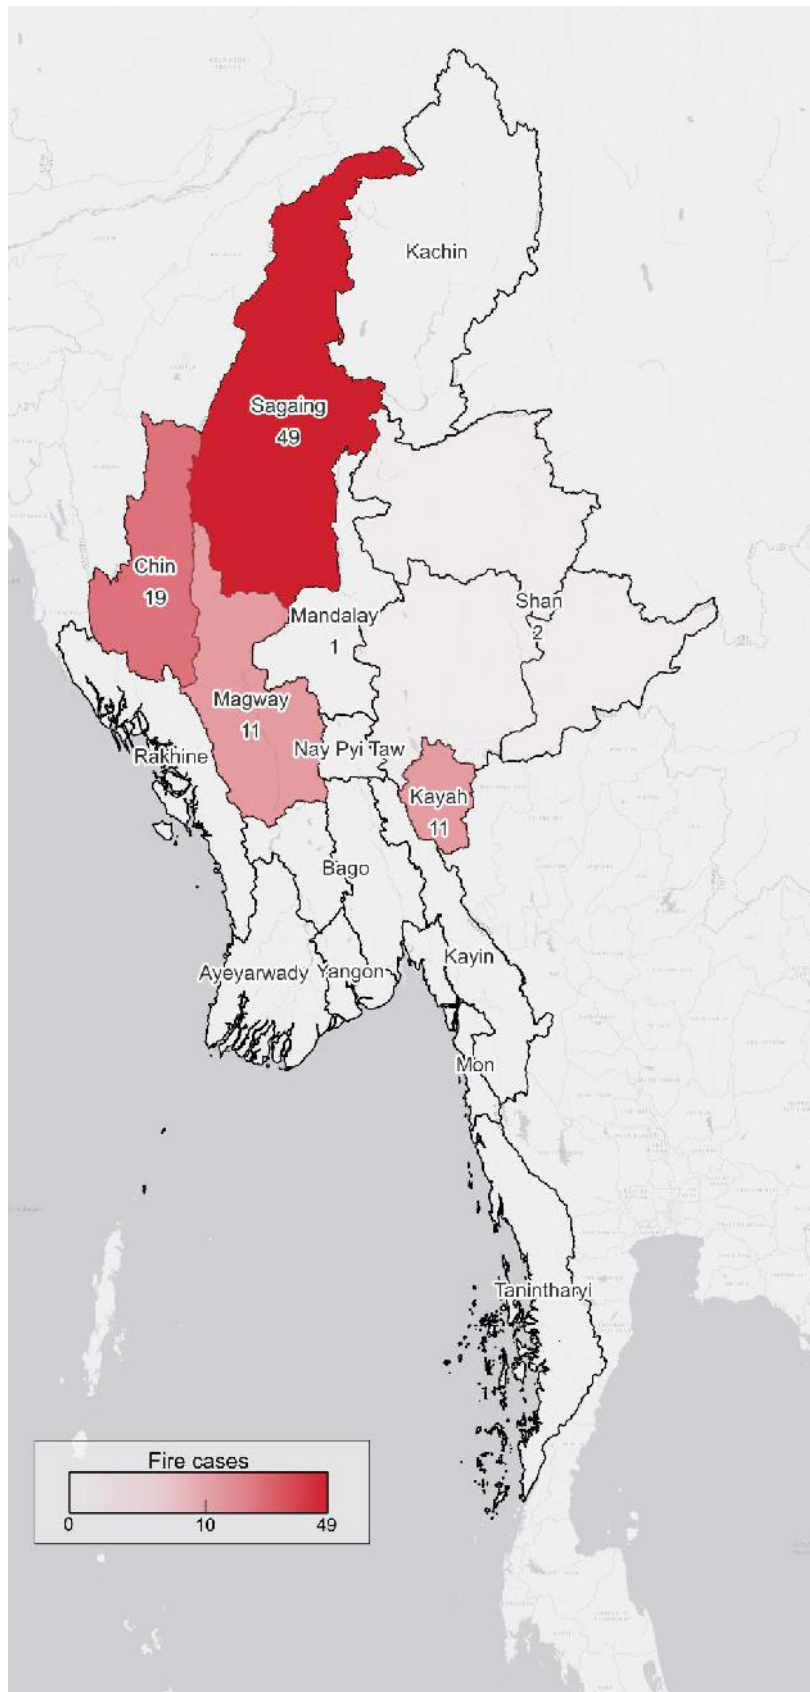 Kachin
Sagaing
49
Chin
19
Mandalay
1
Shan
2
Magway
11
Nay Pyi Taw
Rakhine
Kayah
11
Bago
Ayeyarwady
Yangon
Kayin
Mon
Tanintharyi
Fire cases
0
10
49